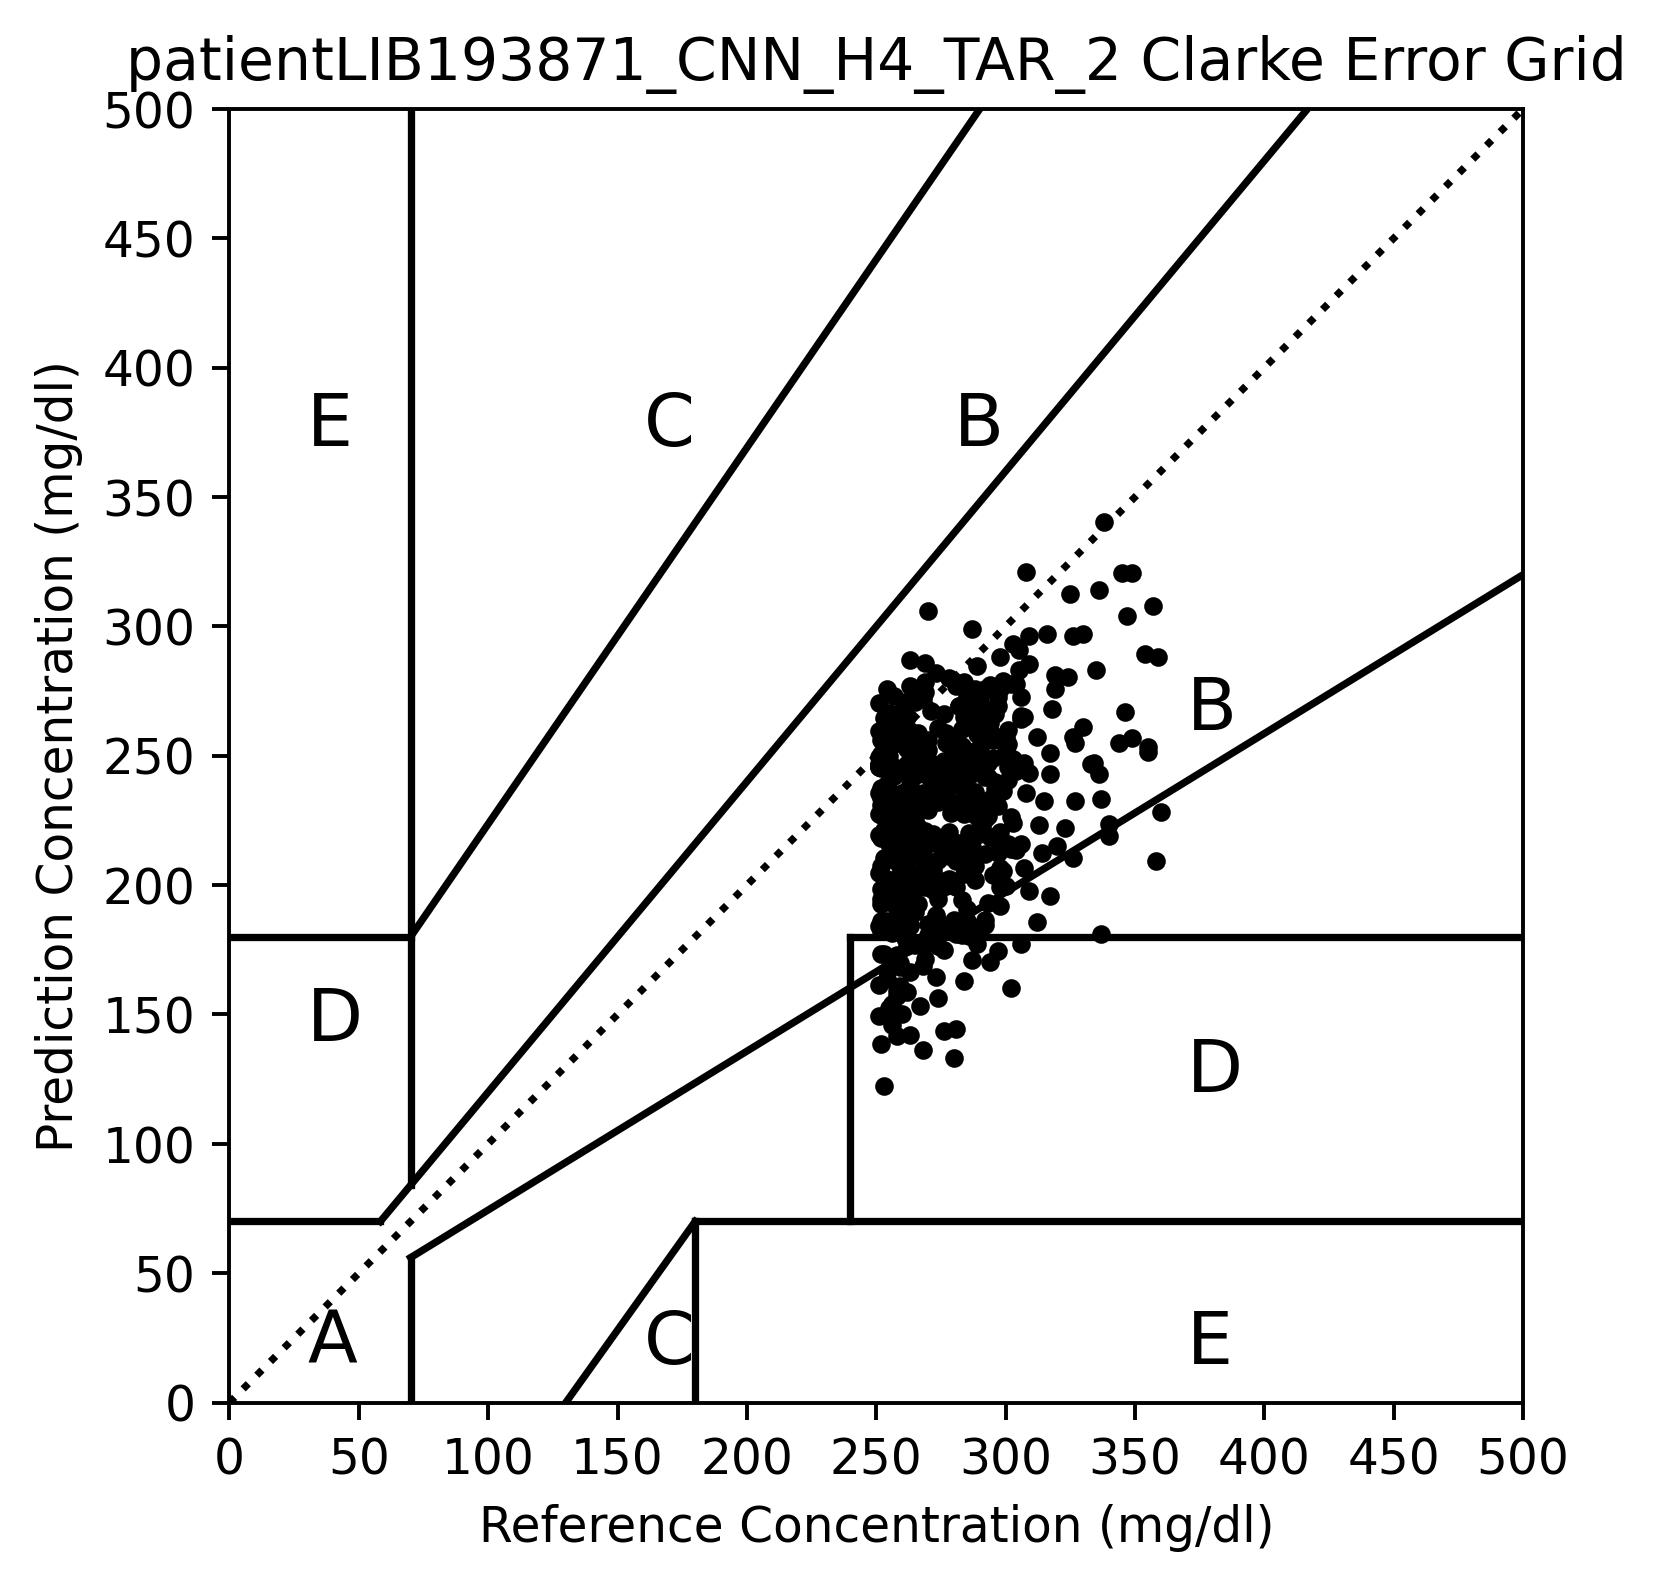 patientLIB193871_CNN_H4_TAR_2 Clarke Error Grid
500
450
400
350
300
250
200
150
100
50
0
Prediction Concentration (mg/dl)
E
C
B
B
D
D
A
C
E
0 50 100 150 200 250 300 350 400 450 500
Reference Concentration (mg/dl)